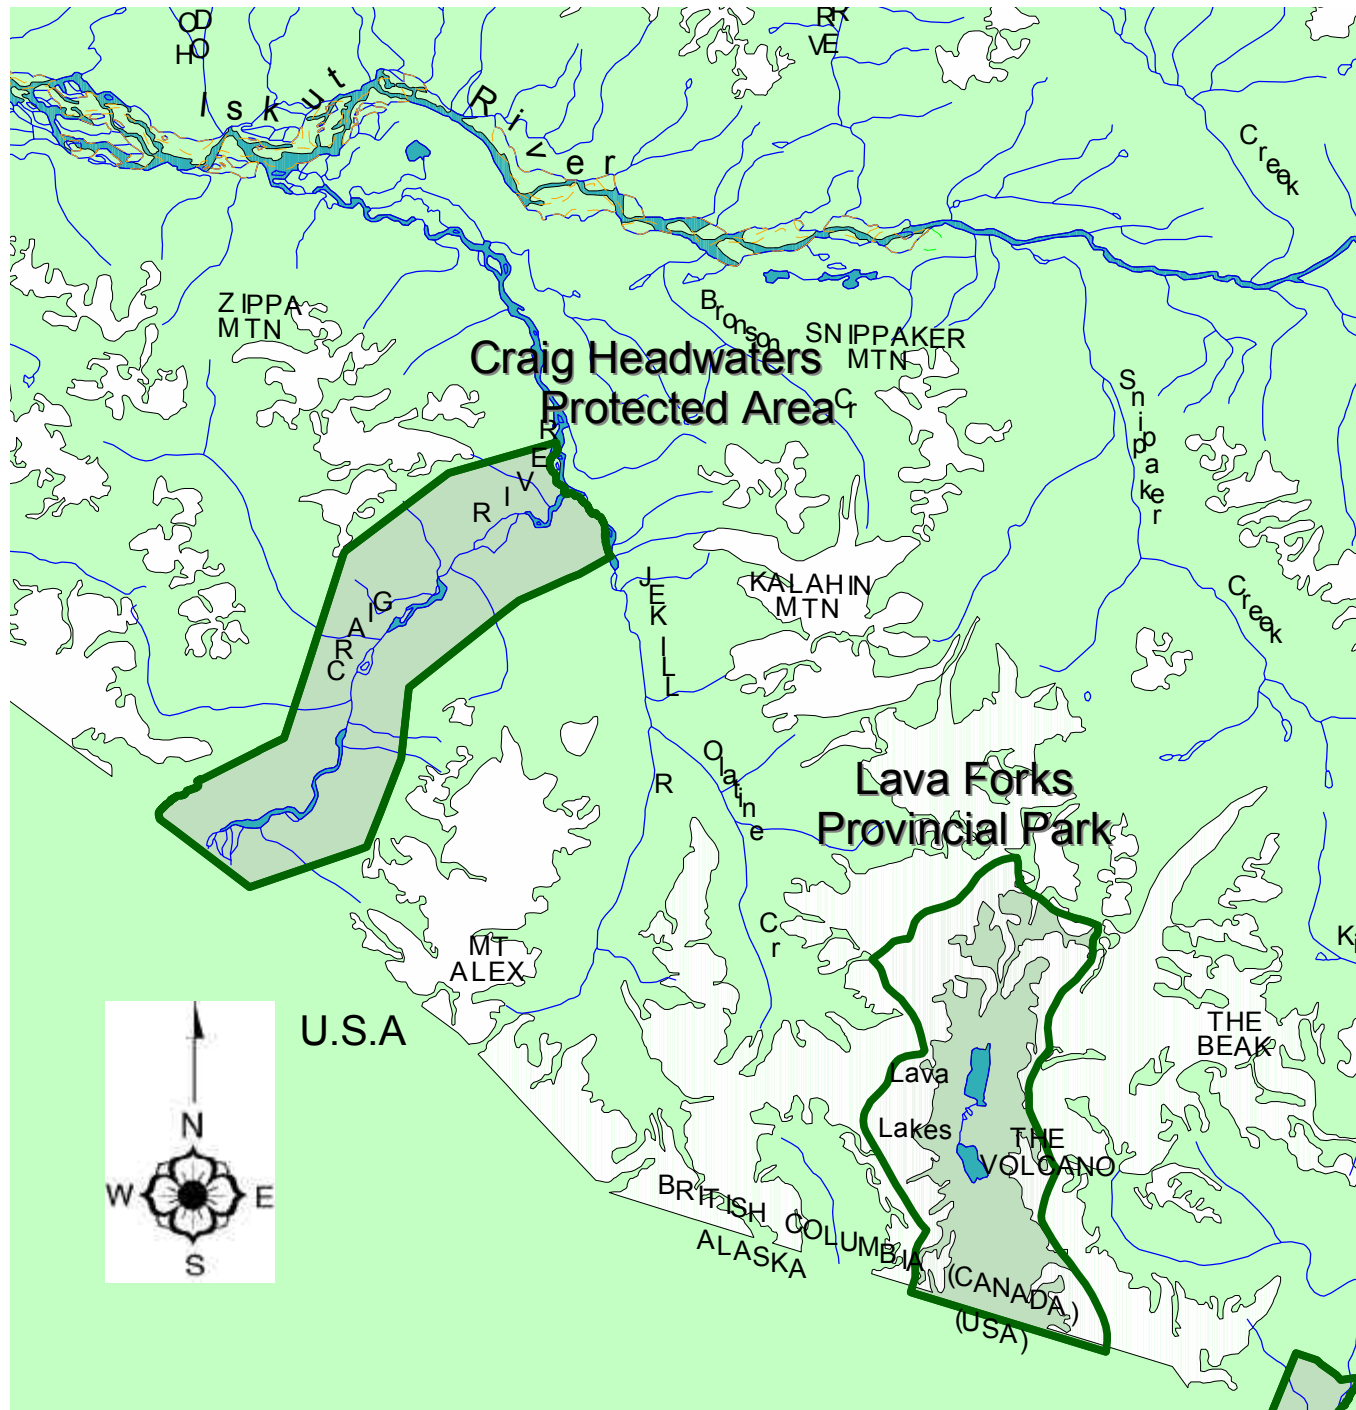 HOODO
RVER
Iskut River
Creek
ZIPPA
MTN
Bronson Cr
SNIPPAKER
MTN
Craig Headwaters
Protected Area
Snippaker Creek
CRAIG RIVER
JEKILL R
KALAHIN
MTN
Olatine Cr
Lava Forks
Provincial Park
MT
ALEX
K
U.S.A
THE
BEAK
Lava
Lakes
THE
VOLCANO
N
W E
S
BRITISH COLUMBIA (CANADA)
ALASKA (USA)